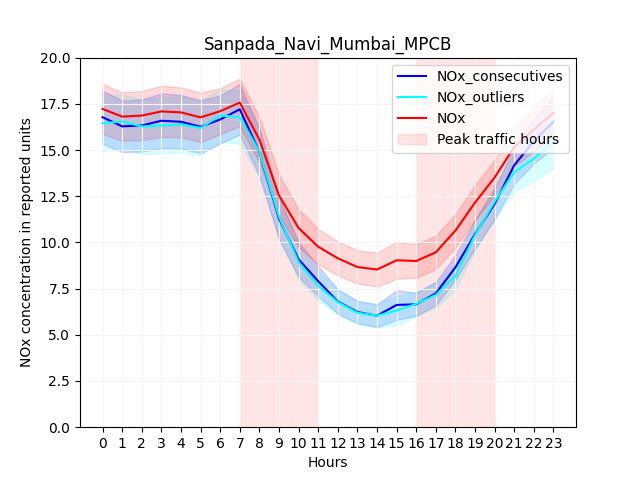 Sanpada_Navi_Mumbai_MPCB
NOx_consecutives
NOx_outliers
NOx
Peak traffic hours
NOx concentration in reported units
20.0
17.5
15.0
12.5
10.0
7.5
5.0
2.5
0.0
0 1 2 3 4 5 6 7 8 9 10 11 12 13 14 15 16 17 18 19 20 21 22 23
Hours